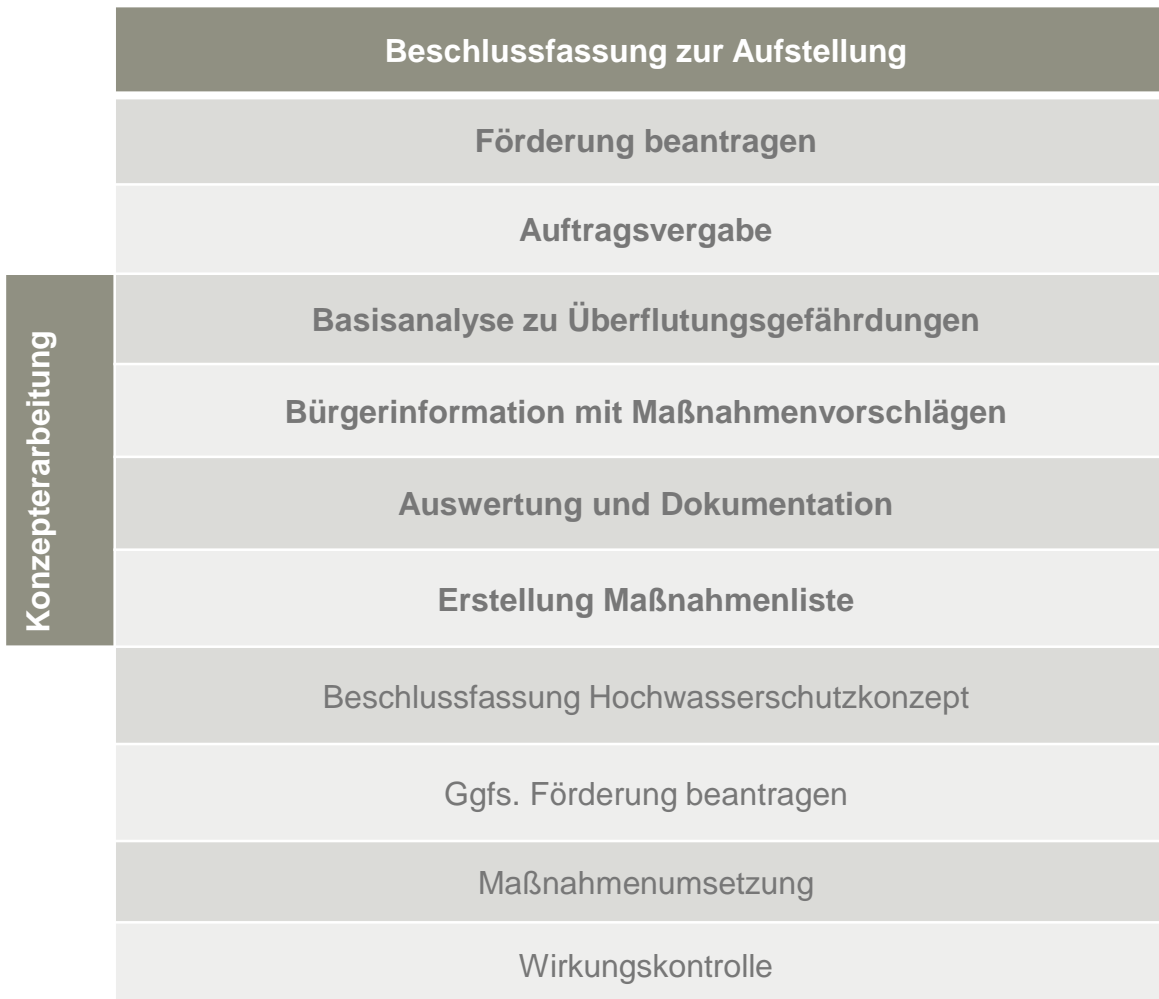 Beschlussfassung zur Aufstellung
Förderung beantragen
Auftragsvergabe
Konzepterarbeitung
Basisanalyse zu Überflutungsgefährdungen
Bürgerinformation mit Maßnahmenvorschlägen
Auswertung und Dokumentation
Erstellung Maßnahmenliste
Beschlussfassung Hochwasserschutzkonzept
Ggfs. Förderung beantragen
Maßnahmenumsetzung
Wirkungskontrolle